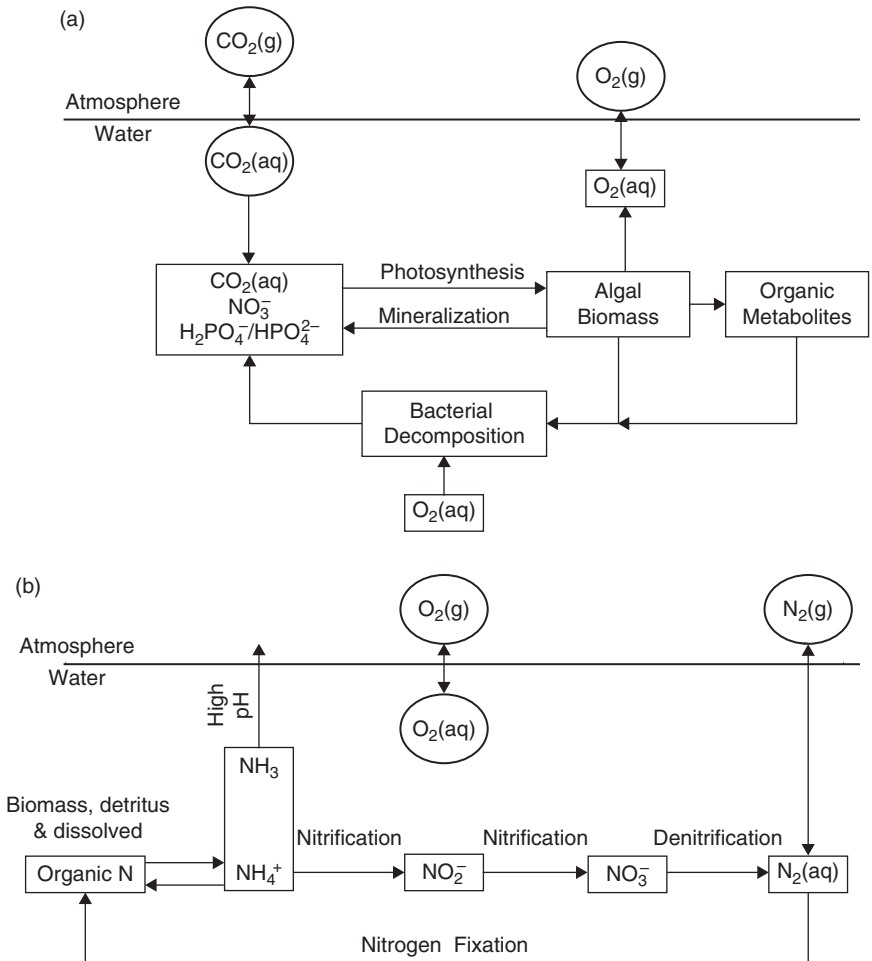 (a)
CO₂(g)
O₂(g)
Atmosphere
Water
CO₂(aq)
O₂(aq)
CO₂(aq)
NO₃⁻
H₂PO₄⁻/HPO₄²⁻
Photosynthesis
Mineralization
Algal
Biomass
Organic
Metabolites
Bacterial
Decomposition
O₂(aq)
(b)
O₂(g)
N₂(g)
Atmosphere
Water
High
pH
O₂(aq)
NH₃
Biomass, detritus
& dissolved
Organic N
NH₄⁺
Nitrification
NO₂⁻
Nitrification
NO₃⁻
Denitrification
N₂(aq)
Nitrogen Fixation